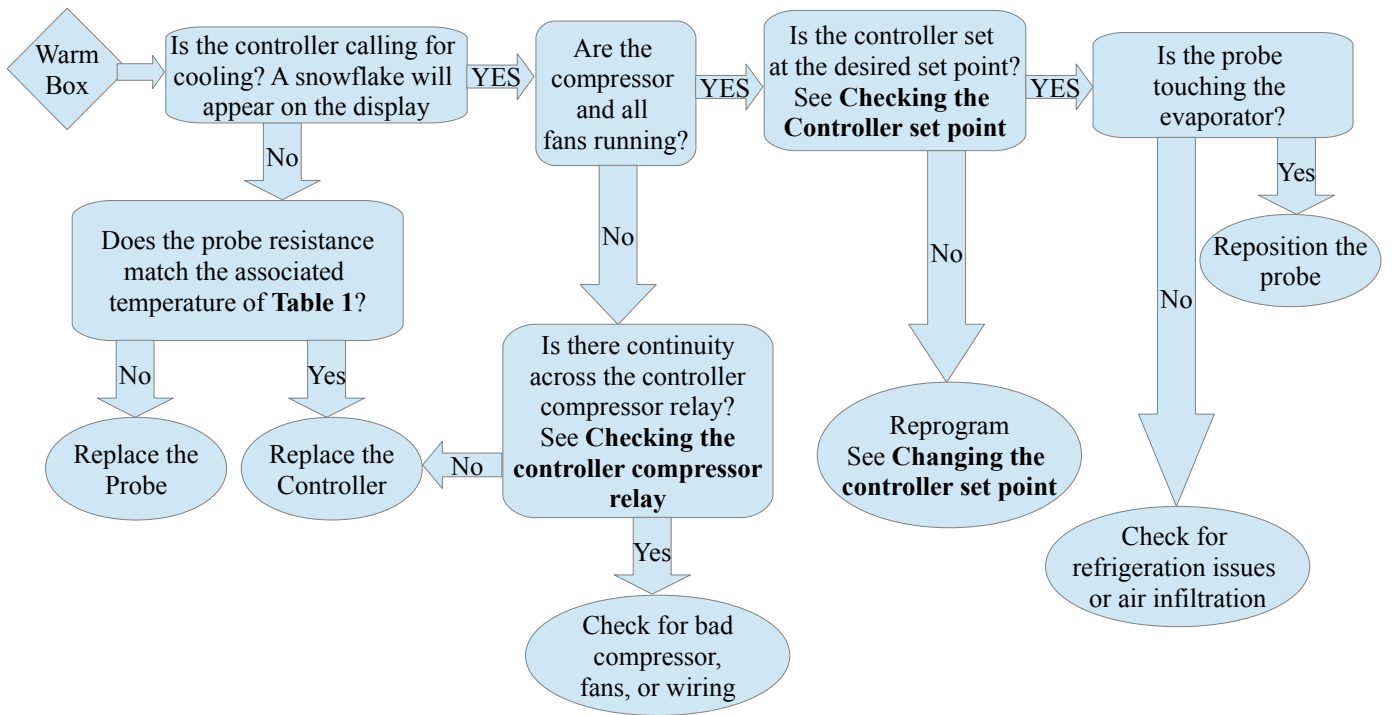 Warm
Box
Is the controller calling for
cooling? A snowflake will
appear on the display
YES
Are the
compressor
and all
fans running?
YES
Is the controller set
at the desired set point?
See Checking the
Controller set point
YES
Is the probe
touching the
evaporator?
No
Does the probe resistance
match the associated
temperature of Table 1?
No
Replace the
Probe
Yes
Replace the
Controller
No
Is there continuity
across the controller
compressor relay?
See Checking the
controller compressor
relay
No
Yes
Check for bad
compressor,
fans, or wiring
No
Reprogram
See Changing the
controller set point
Yes
Reposition the
probe
No
Check for
refrigeration issues
or air infiltration